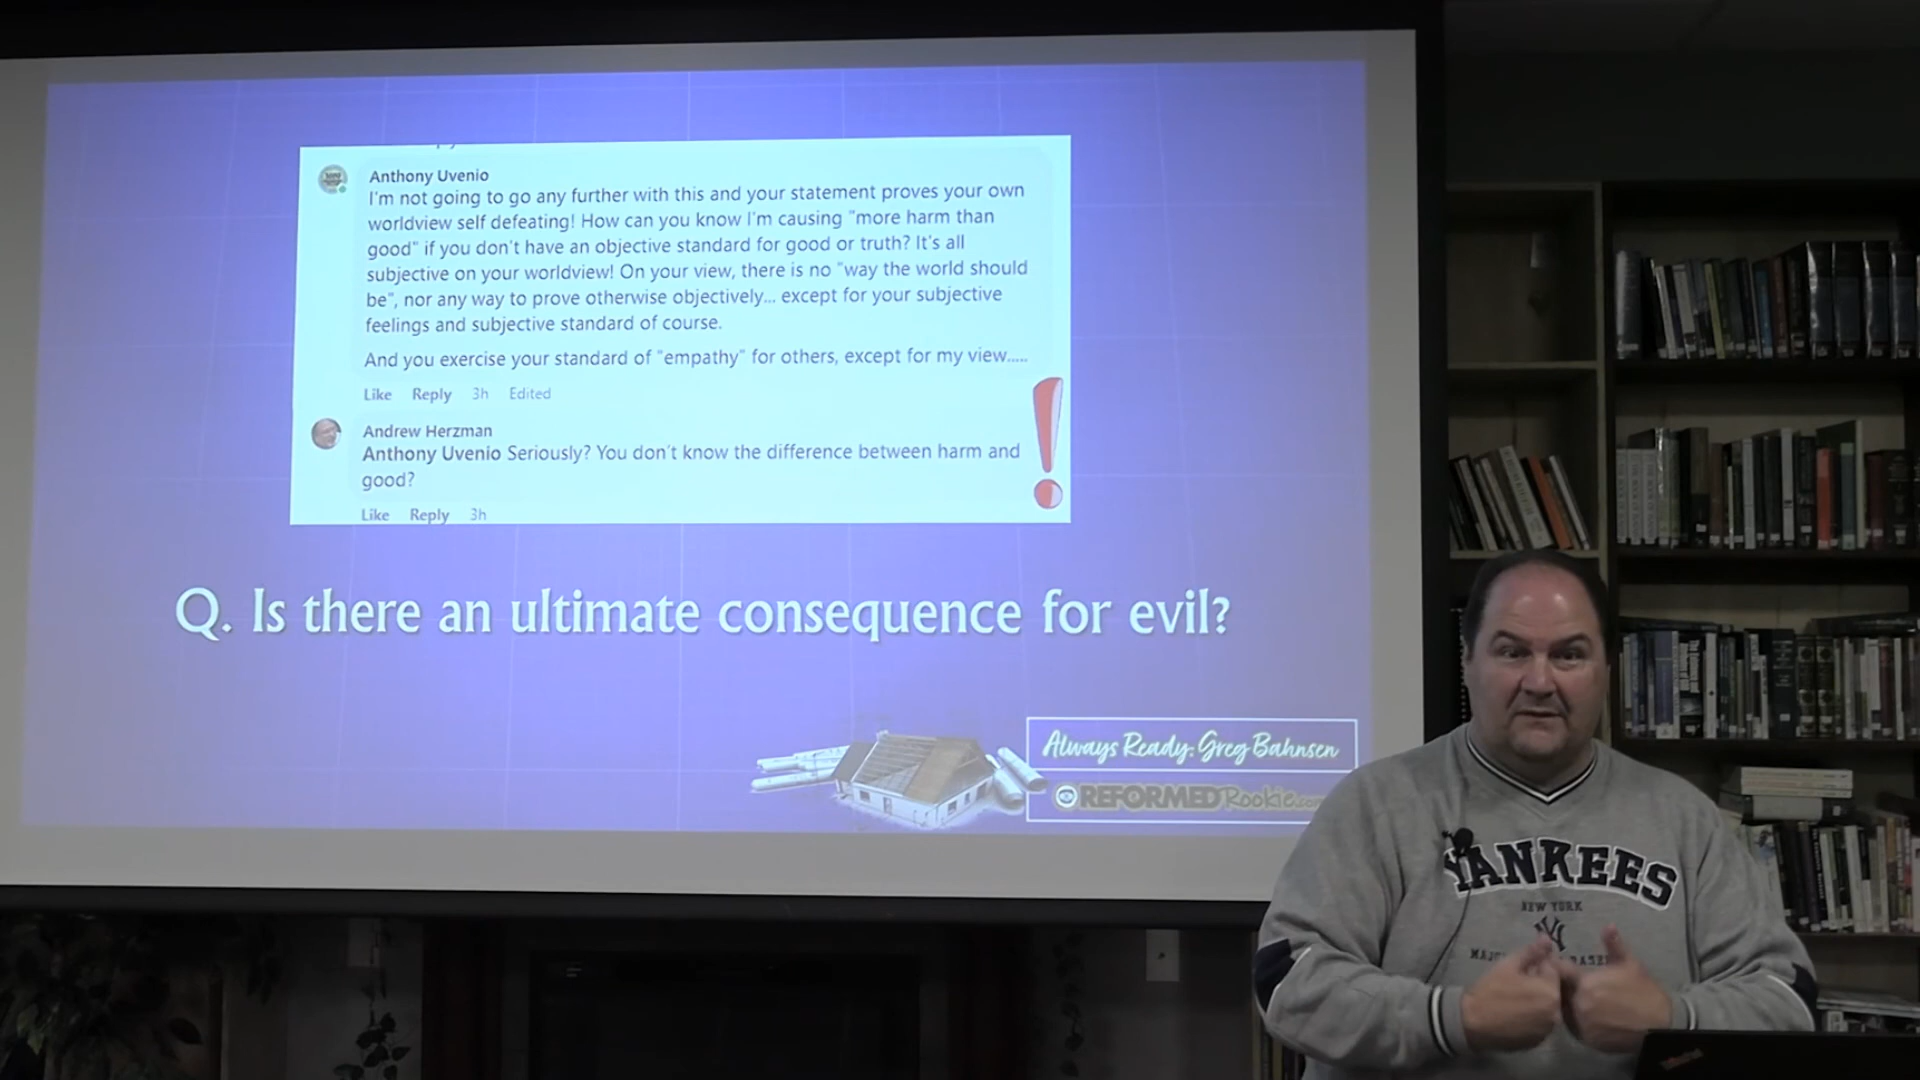 Anthony Uvenio
I'm not going to go any further with this and your statement proves your own
worldview self defeating! How can you know I'm causing "more harm than
good" if you don't have an objective standard for good or truth? It's all
subjective on your worldview! On your view, there is no "way the world should
be", nor any way to prove otherwise objectively... except for your subjective
feelings and subjective standard of course.
And you exercise your standard of "empathy" for others, except for my view.....
Like Reply 3h Edited
Andrew Herzman
Anthony Uvenio Seriously? You don't know the difference between harm and
good?
Like Reply 3h
Q. Is there an ultimate consequence for evil?
Always Ready: Greg Bahnsen
REFORMEDRookie.com
YANKEES
NEW YORK
NY